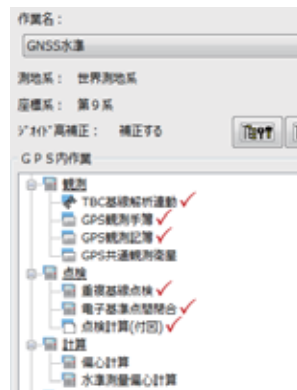 作業名：
GNSS水準
測地系： 世界測地系
座標系： 第９系
ｼﾞｵｲﾄﾞ高補正： 補正する
ＧＰＳ内作業
観測
TBC基線解析連動
GPS観測手簿
GPS観測記簿
GPS共通観測衛星
点検
重複基線点検
電子基準点間閉合
点検計算(付図)
計算
偏心計算
水準測量偏心計算